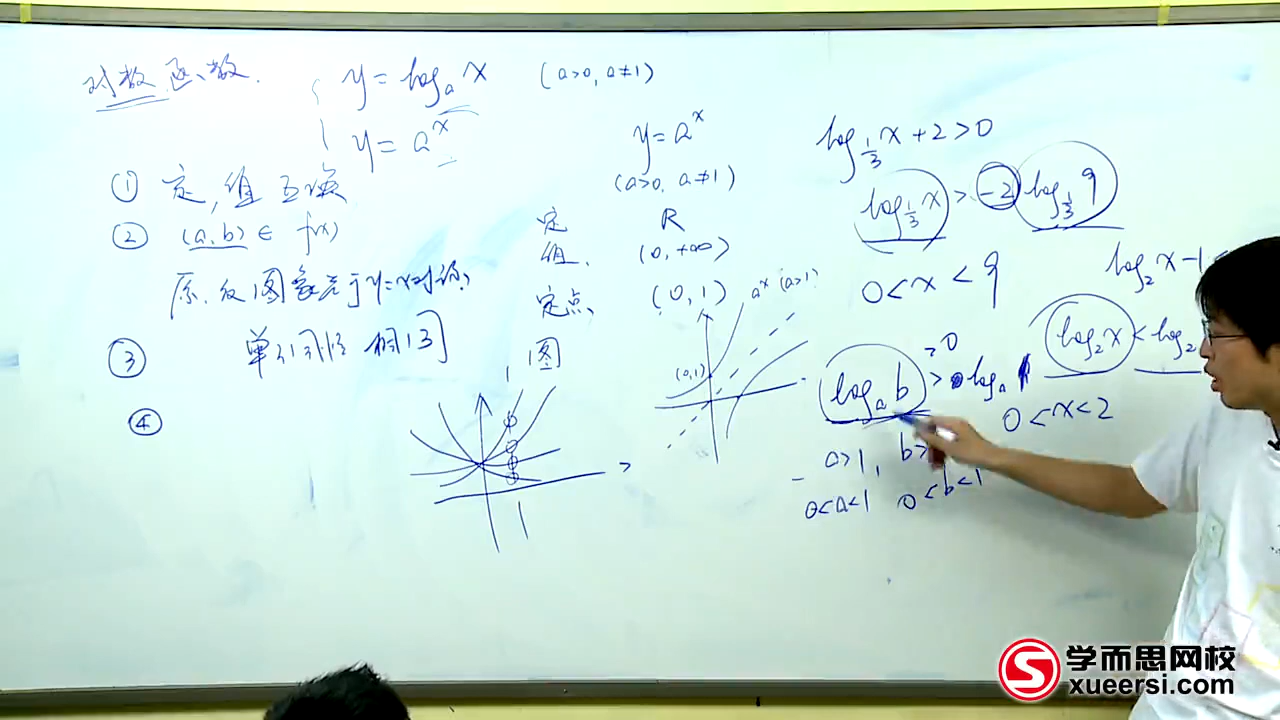 对数函数.
y = log_a x (a>0, a≠1)
y = a^x
① 定,值互换
② (a,b) ∈ f(x)
原.反图象关于y=x对称,
③ 单调性相同
④
y = a^x
(a>0, a≠1)
定 R
值. (0,+∞)
定点、 (0,1)
图
a^x (a>1)
(0,1)
log_{1/3} x + 2 > 0
log_{1/3} x > -2 log_{1/3} 9
0 < x < 9
log_2 x - 1 <
log_2 x < log_2
0 < x < 2
log_a b > 0
> log_a 1
a>1, b>
0<a<1 0<b<1
学而思网校
xueersi.com